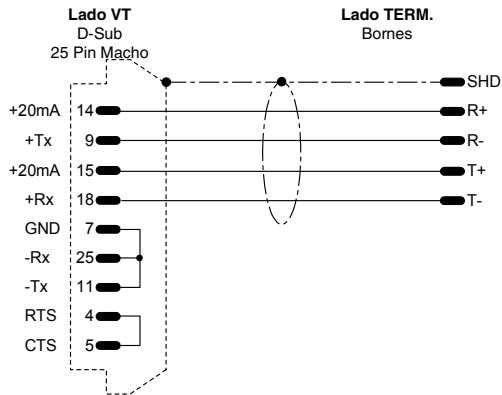 Lado VT
D-Sub
25 Pin Macho
Lado TERM.
Bornes
SHD
+20mA 14 R+
+Tx 9 R-
+20mA 15 T+
+Rx 18 T-
GND 7
-Rx 25
-Tx 11
RTS 4
CTS 5